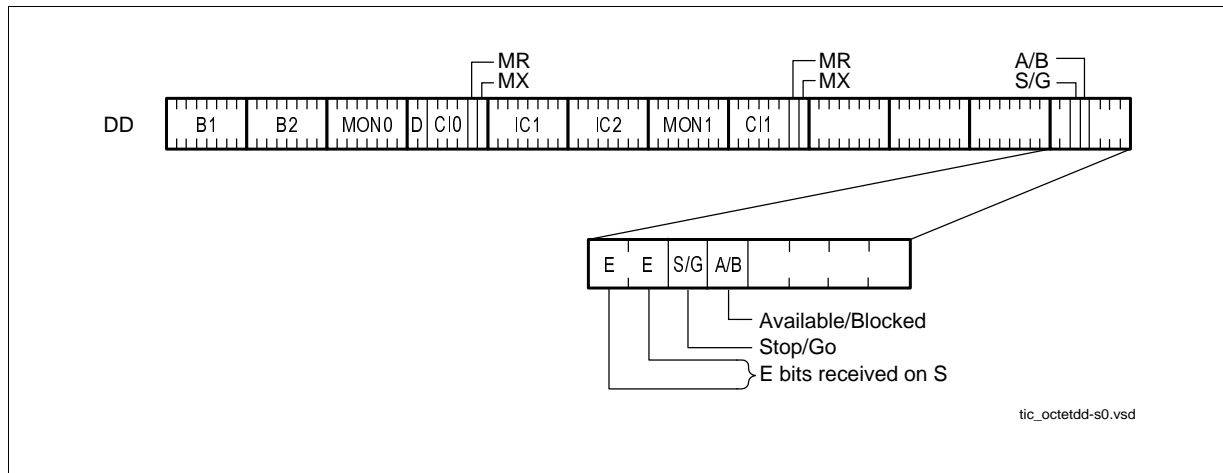 MR
MX
MR
MX
A/B
S/G
DD
B1 B2 MON0 D CI0 IC1 IC2 MON1 CI1
E E S/G A/B
Available/Blocked
Stop/Go
E bits received on S
tic_octetdd-s0.vsd